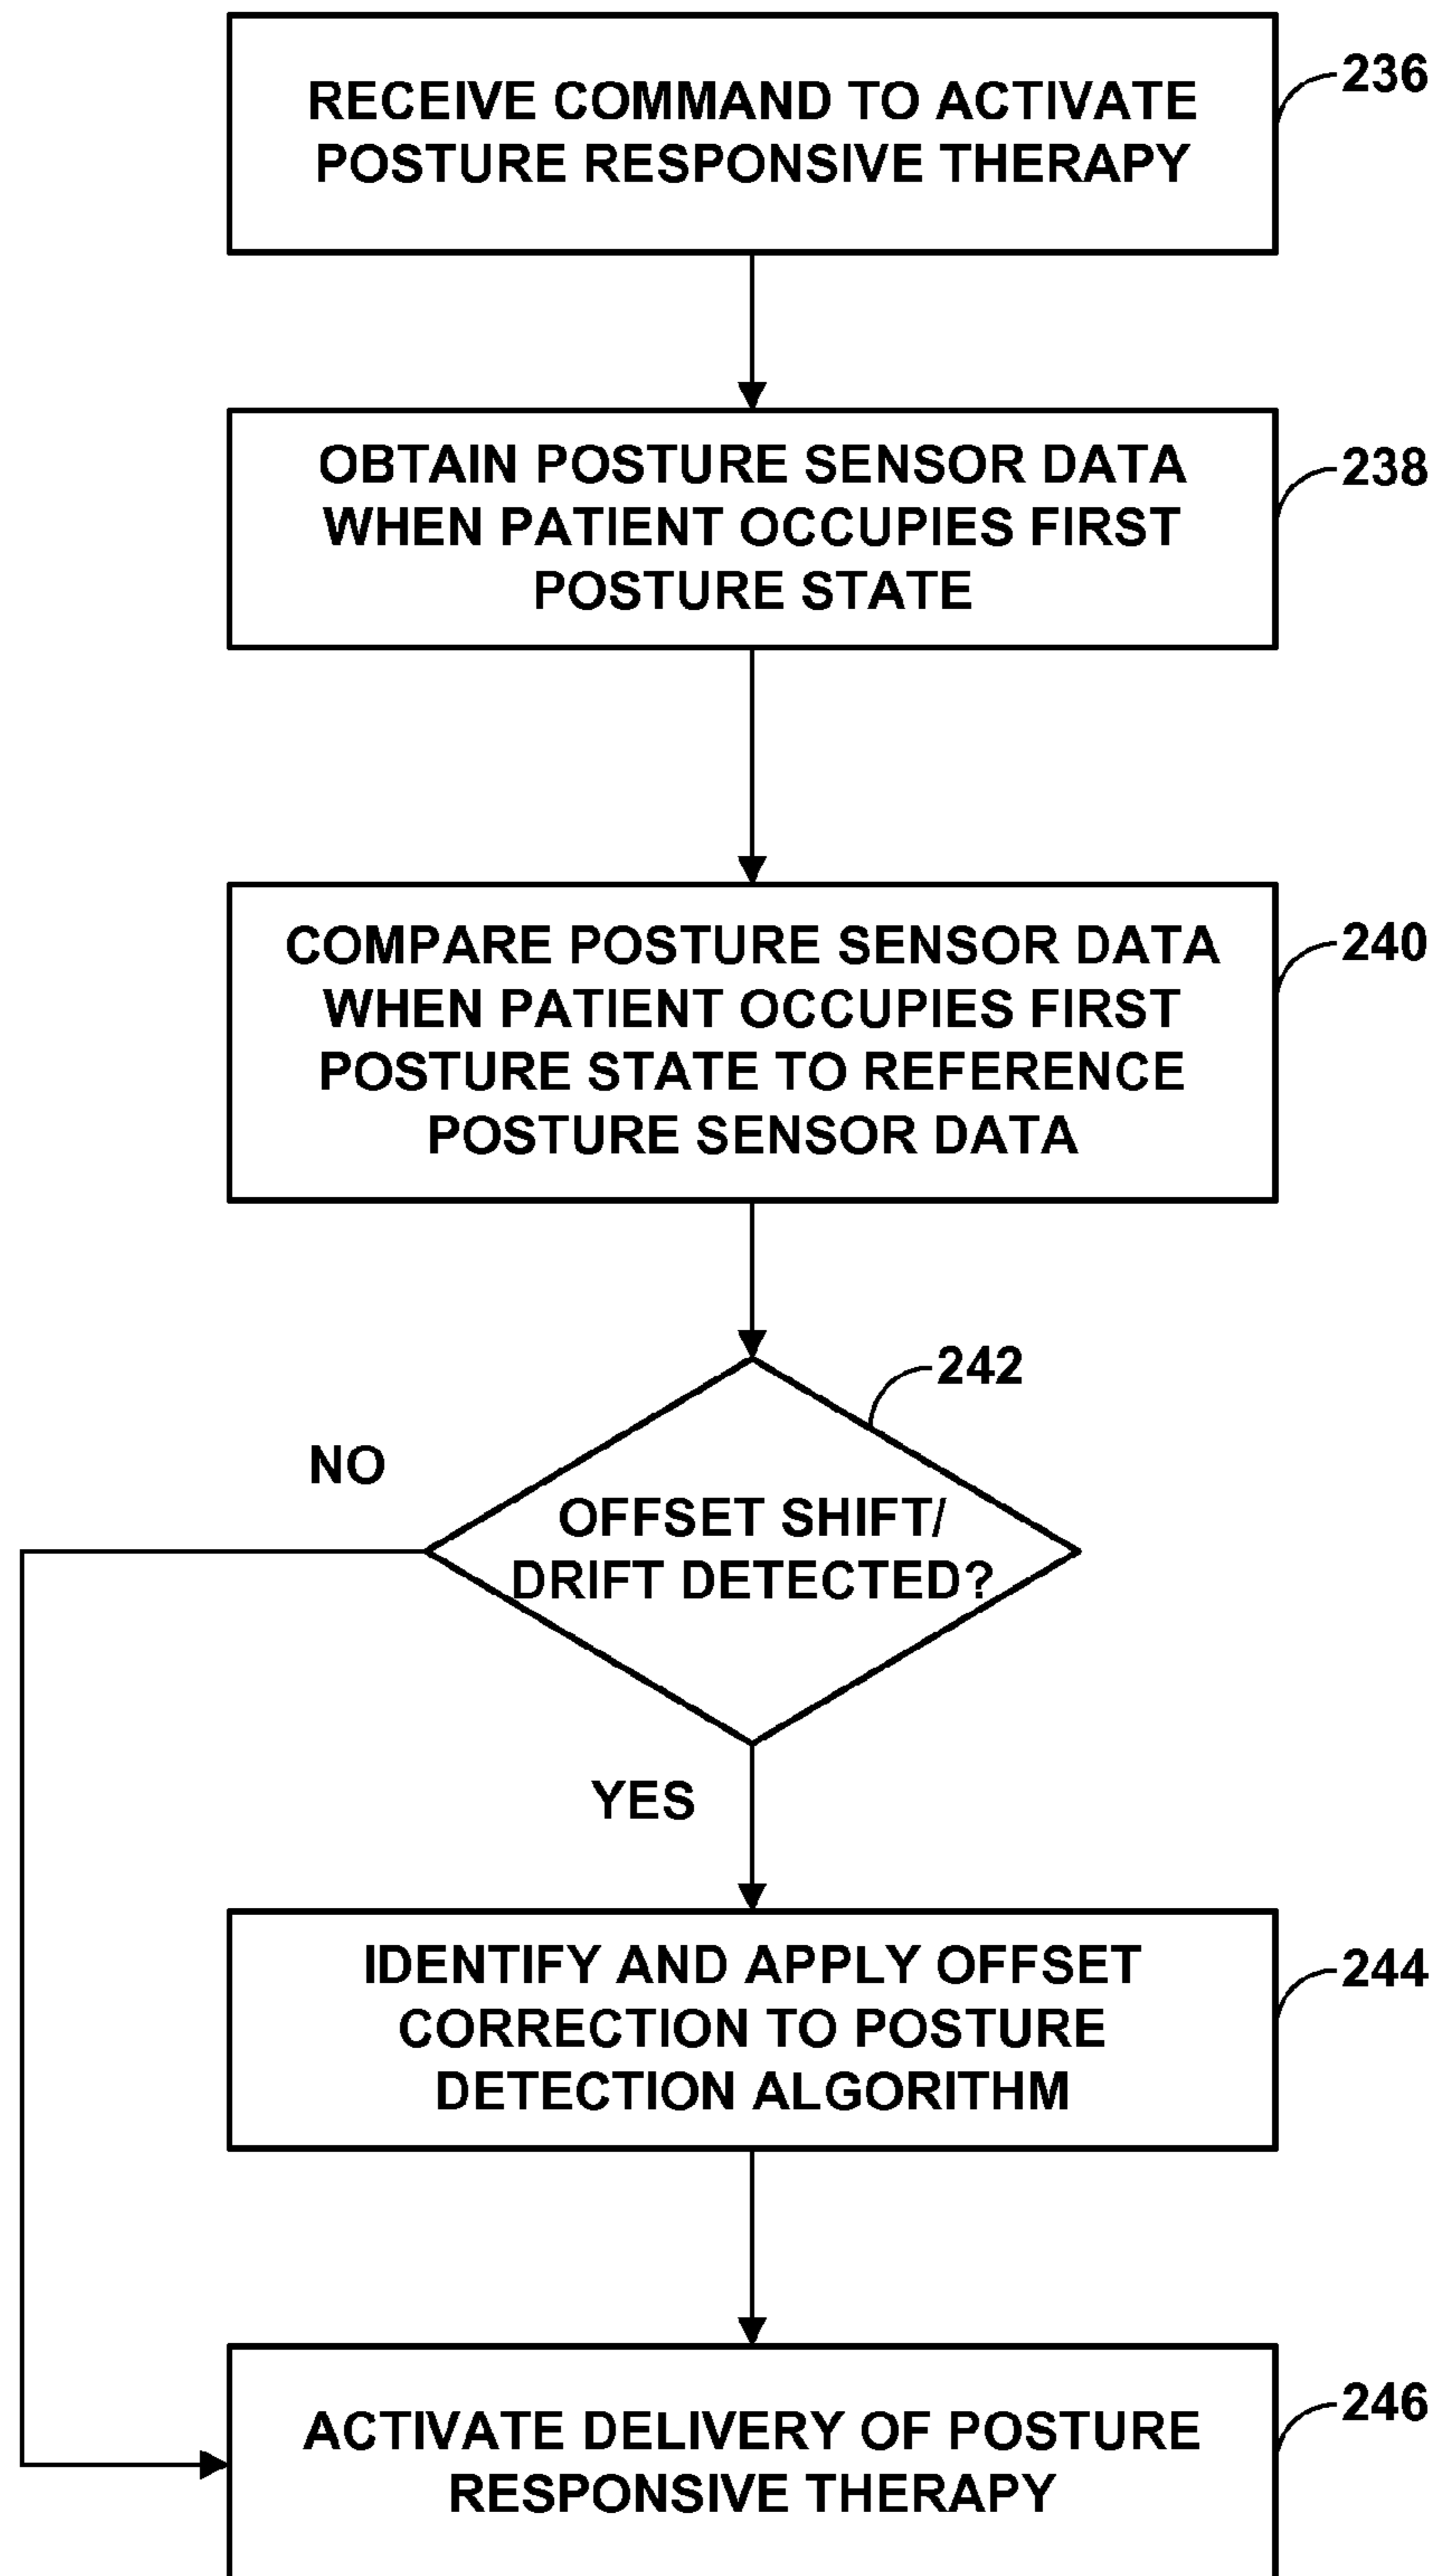 RECEIVE COMMAND TO ACTIVATE
POSTURE RESPONSIVE THERAPY
236
OBTAIN POSTURE SENSOR DATA
WHEN PATIENT OCCUPIES FIRST
POSTURE STATE
238
COMPARE POSTURE SENSOR DATA
WHEN PATIENT OCCUPIES FIRST
POSTURE STATE TO REFERENCE
POSTURE SENSOR DATA
240
242
NO
OFFSET SHIFT/
DRIFT DETECTED?
YES
IDENTIFY AND APPLY OFFSET
CORRECTION TO POSTURE
DETECTION ALGORITHM
244
ACTIVATE DELIVERY OF POSTURE
RESPONSIVE THERAPY
246